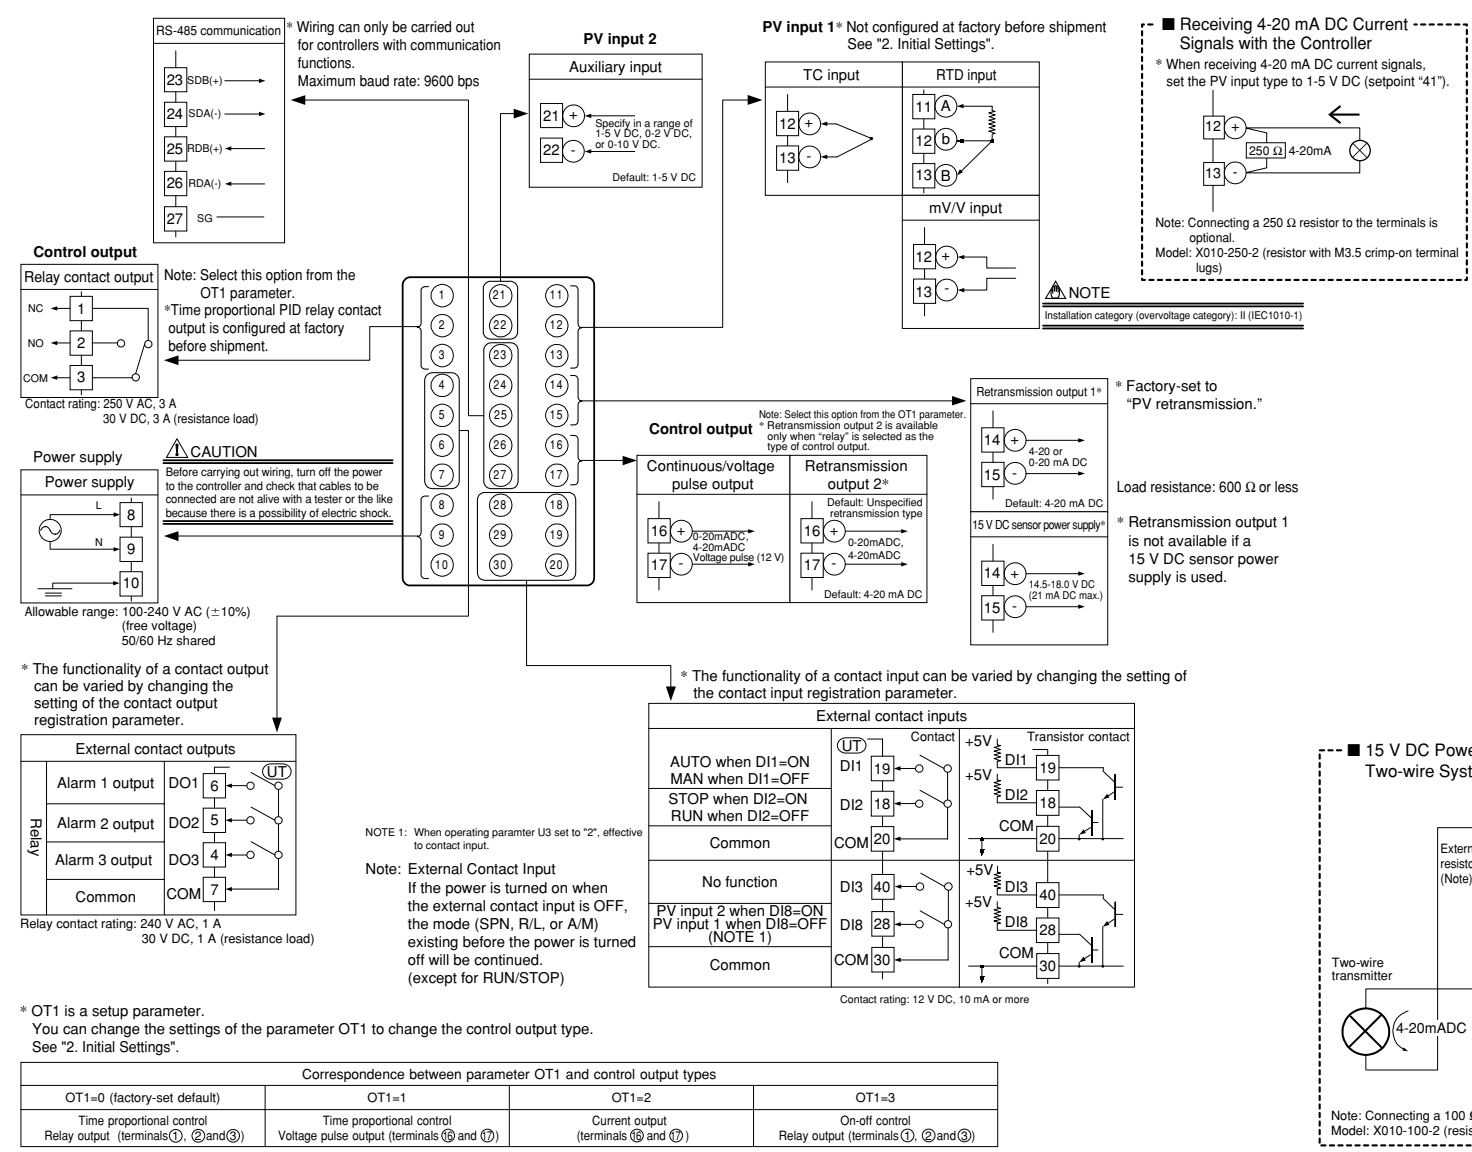 RS-485 communication
23 SDB(+)
24 SDA(-)
25 RDB(+)
26 RDA(-)
27 SG
* Wiring can only be carried out
for controllers with communication
functions.
Maximum baud rate: 9600 bps
PV input 2
Auxiliary input
21 +
22 -
Specify in a range of
1-5 V DC, 0-2 V DC,
or 0-10 V DC.
Default: 1-5 V DC
PV input 1* Not configured at factory before shipment
See "2. Initial Settings".
TC input
12 +
13 -
RTD input
11 A
12 b
13 B
mV/V input
12 +
13 -
■ Receiving 4-20 mA DC Current
Signals with the Controller
* When receiving 4-20 mA DC current signals,
set the PV input type to 1-5 V DC (setpoint “41”).
12 +
250 Ω 4-20mA
13 -
Note: Connecting a 250 Ω resistor to the terminals is
optional.
Model: X010-250-2 (resistor with M3.5 crimp-on terminal
lugs)
NOTE
Installation category (overvoltage category): II (IEC1010-1)
Control output
Relay contact output
NC 1
NO 2
COM 3
Contact rating: 250 V AC, 3 A
30 V DC, 3 A (resistance load)
Note: Select this option from the
OT1 parameter.
*Time proportional PID relay contact
output is configured at factory
before shipment.
1 21 11
2 22 12
3 23 13
4 24 14
5 25 15
6 26 16
7 27 17
8 28 18
9 29 19
10 30 20
Power supply
Power supply
L 8
N 9
10
Allowable range: 100-240 V AC (±10%)
(free voltage)
50/60 Hz shared
CAUTION
Before carrying out wiring, turn off the power
to the controller and check that cables to be
connected are not alive with a tester or the like
because there is a possibility of electric shock.
Control output
Note: Select this option from the OT1 parameter.
* Retransmission output 2 is available
only when “relay” is selected as the
type of control output.
Continuous/voltage
pulse output
16 +
17 -
0-20mADC,
4-20mADC
Voltage pulse (12 V)
Retransmission
output 2*
Default: Unspecified
retransmission type
16 +
17 -
0-20mADC,
4-20mADC
Default: 4-20 mA DC
Retransmission output 1*
14 +
4-20 or
0-20 mA DC
15 -
Default: 4-20 mA DC
15 V DC sensor power supply*
14 +
14.5-18.0 V DC
(21 mA DC max.)
15 -
* Factory-set to
“PV retransmission.”
Load resistance: 600 Ω or less
* Retransmission output 1
is not available if a
15 V DC sensor power
supply is used.
* The functionality of a contact output
can be varied by changing the
setting of the contact output
registration parameter.
External contact outputs
Relay
Alarm 1 output DO1 6 UT
Alarm 2 output DO2 5
Alarm 3 output DO3 4
Common COM 7
Relay contact rating: 240 V AC, 1 A
30 V DC, 1 A (resistance load)
NOTE 1: When operating paramter U3 set to "2", effective
to contact input.
Note: External Contact Input
If the power is turned on when
the external contact input is OFF,
the mode (SPN, R/L, or A/M)
existing before the power is turned
off will be continued.
(except for RUN/STOP)
* The functionality of a contact input can be varied by changing the setting of
the contact input registration parameter.
External contact inputs
UT Contact Transistor contact
AUTO when DI1=ON
MAN when DI1=OFF
DI1 19 +5V DI1 19
STOP when DI2=ON
RUN when DI2=OFF
DI2 18 +5V DI2 18
Common COM 20 COM 20
No function DI3 40 +5V DI3 40
PV input 2 when DI8=ON
PV input 1 when DI8=OFF
(NOTE 1)
DI8 28 +5V DI8 28
Common COM 30 COM 30
Contact rating: 12 V DC, 10 mA or more
■ 15 V DC Powe
Two-wire Syst
Extern
resisto
(Note)
Two-wire
transmitter
4-20mADC
Note: Connecting a 100 Ω
Model: X010-100-2 (resis
* OT1 is a setup parameter.
You can change the settings of the parameter OT1 to change the control output type.
See "2. Initial Settings".
Correspondence between parameter OT1 and control output types
OT1=0 (factory-set default) OT1=1 OT1=2 OT1=3
Time proportional control
Relay output (terminals①, ②and③)
Time proportional control
Voltage pulse output (terminals⑯ and ⑰)
Current output
(terminals ⑯ and ⑰)
On-off control
Relay output (terminals①, ②and③)